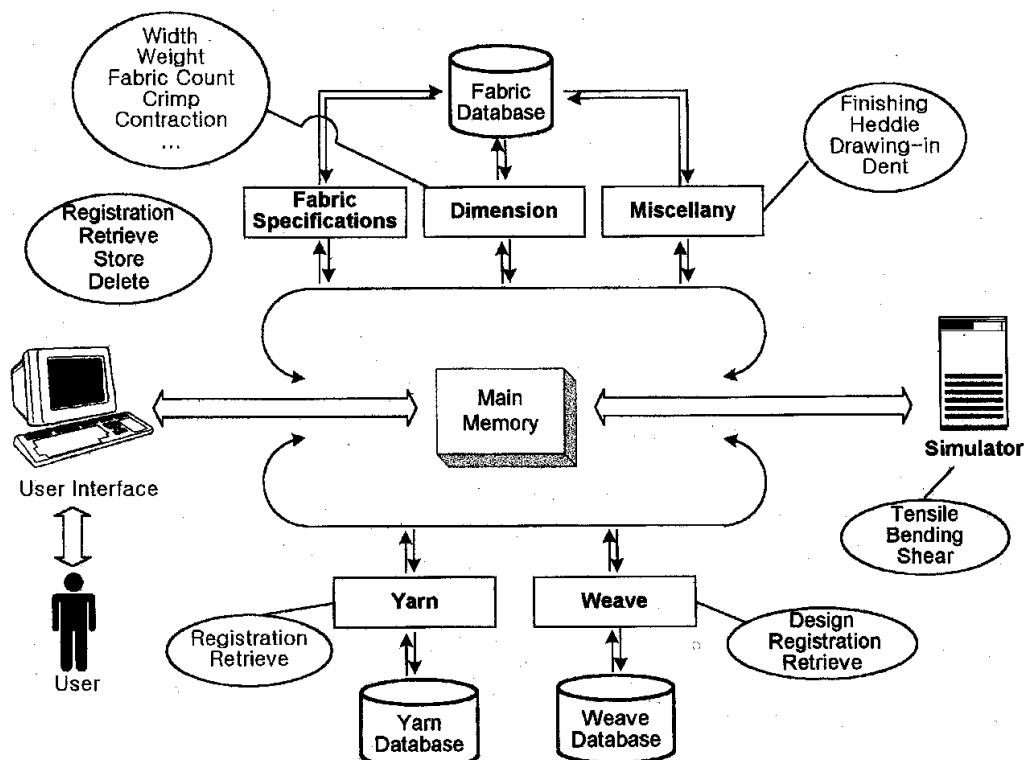 Width
Weight
Fabric Count
Crimp
Contraction
...
Fabric
Database
Finishing
Heddle
Drawing-in
Dent
Registration
Retrieve
Store
Delete
Fabric
Specifications
Dimension
Miscellany
Main
Memory
User Interface
Simulator
Tensile
Bending
Shear
User
Yarn
Weave
Registration
Retrieve
Design
Registration
Retrieve
Yarn
Database
Weave
Database